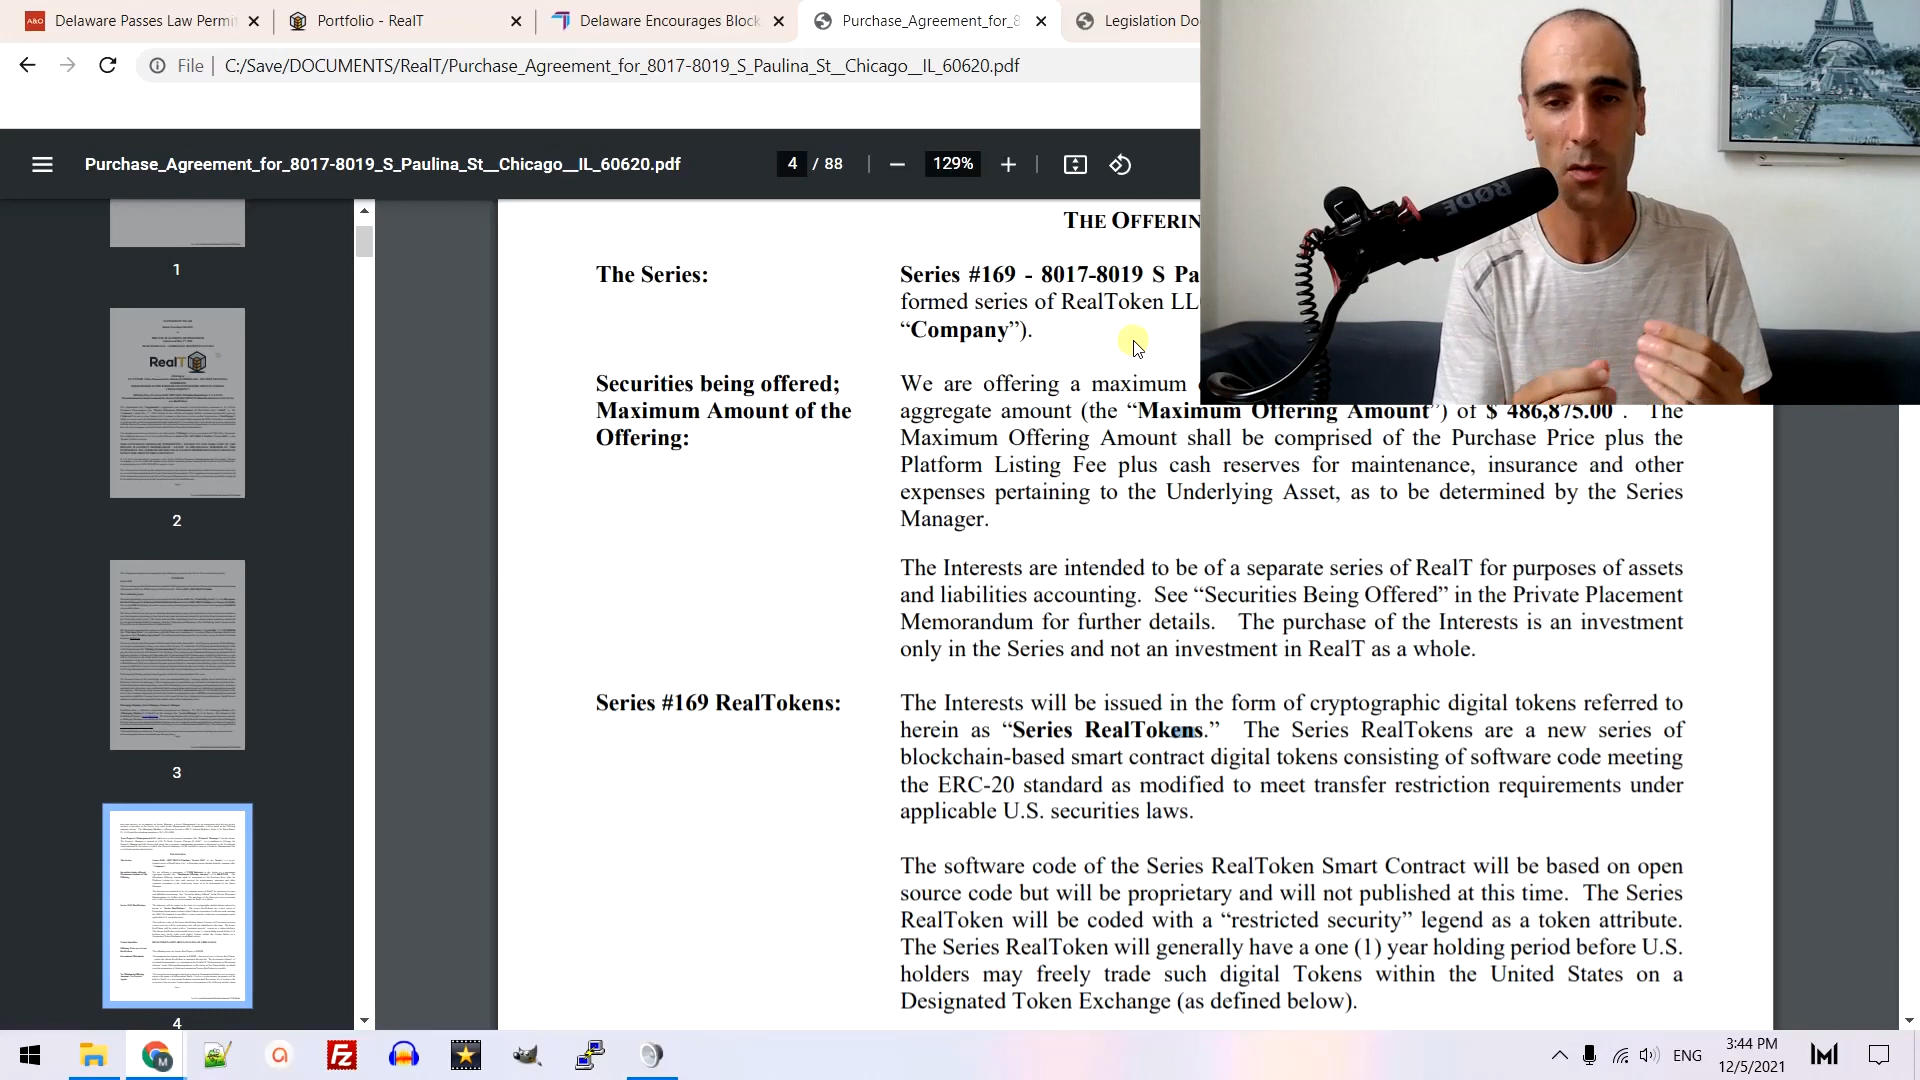 Delaware Passes Law Permi
Portfolio - RealT
Delaware Encourages Block
Purchase_Agreement_for_8
Legislation Do
File
C:/Save/DOCUMENTS/RealT/Purchase_Agreement_for_8017-8019_S_Paulina_St__Chicago__IL_60620.pdf
Purchase_Agreement_for_8017-8019_S_Paulina_St__Chicago__IL_60620.pdf
4 / 88
129%
RØDE
1
RealT
2
3
4
THE OFFERIN
The Series:
Series #169 - 8017-8019 S Pa
formed series of RealToken LL
“Company”).
Securities being offered;
Maximum Amount of the
Offering:
We are offering a maximum
aggregate amount (the “Maximum Offering Amount”) of $ 486,875.00 . The
Maximum Offering Amount shall be comprised of the Purchase Price plus the
Platform Listing Fee plus cash reserves for maintenance, insurance and other
expenses pertaining to the Underlying Asset, as to be determined by the Series
Manager.
The Interests are intended to be of a separate series of RealT for purposes of assets
and liabilities accounting. See “Securities Being Offered” in the Private Placement
Memorandum for further details. The purchase of the Interests is an investment
only in the Series and not an investment in RealT as a whole.
Series #169 RealTokens:
The Interests will be issued in the form of cryptographic digital tokens referred to
herein as “Series RealTokens.” The Series RealTokens are a new series of
blockchain-based smart contract digital tokens consisting of software code meeting
the ERC-20 standard as modified to meet transfer restriction requirements under
applicable U.S. securities laws.
The software code of the Series RealToken Smart Contract will be based on open
source code but will be proprietary and will not published at this time. The Series
RealToken will be coded with a “restricted security” legend as a token attribute.
The Series RealToken will generally have a one (1) year holding period before U.S.
holders may freely trade such digital Tokens within the United States on a
Designated Token Exchange (as defined below).
ENG
3:44 PM
12/5/2021